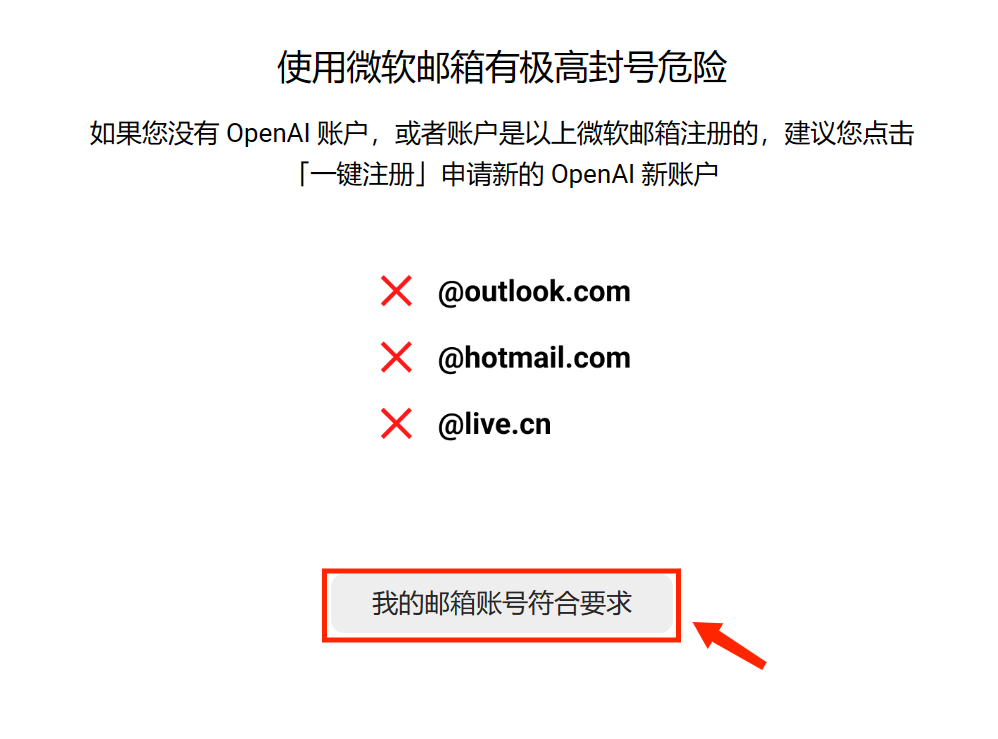 使用微软邮箱有极高封号危险
如果您没有 OpenAI 账户，或者账户是以上微软邮箱注册的，建议您点击
「一键注册」申请新的 OpenAI 新账户
@outlook.com
@hotmail.com
@live.cn
我的邮箱账号符合要求